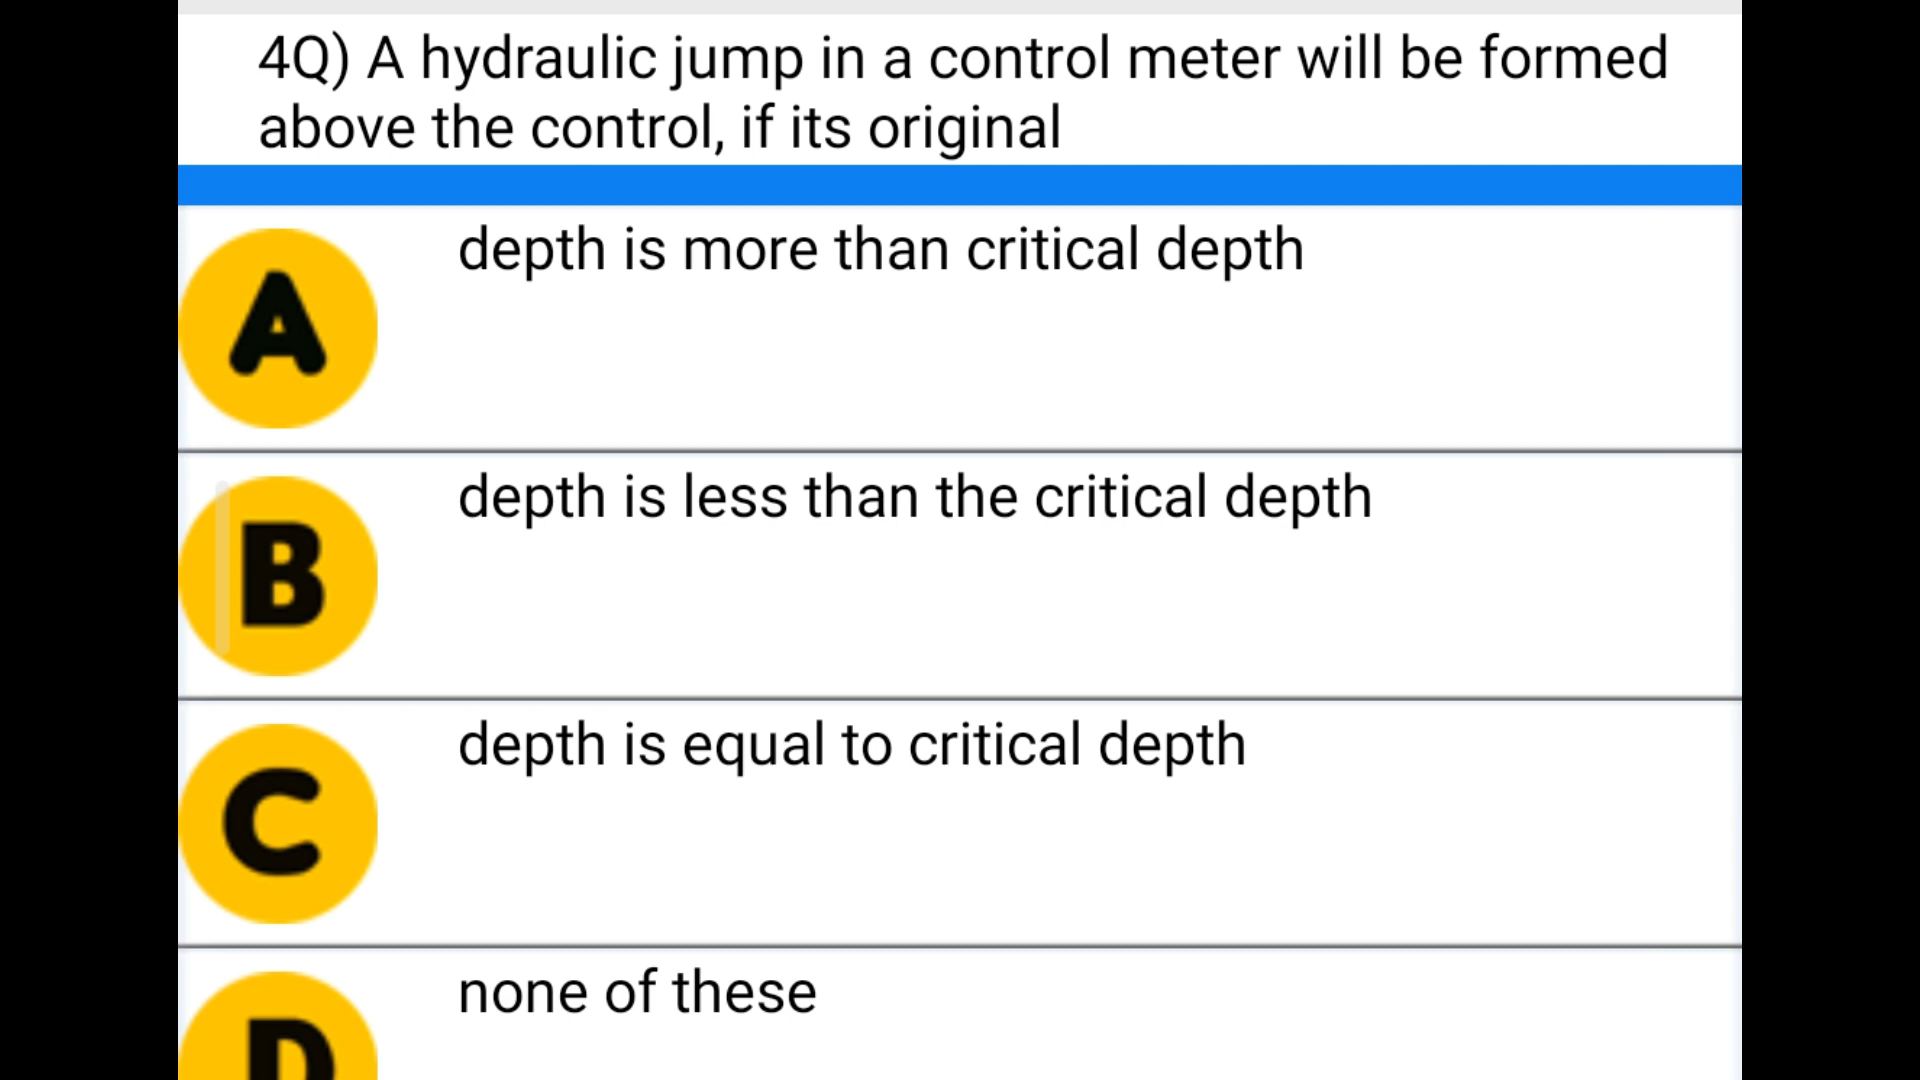 4Q) A hydraulic jump in a control meter will be formed
above the control, if its original
A
depth is more than critical depth
B
depth is less than the critical depth
C
depth is equal to critical depth
D
none of these